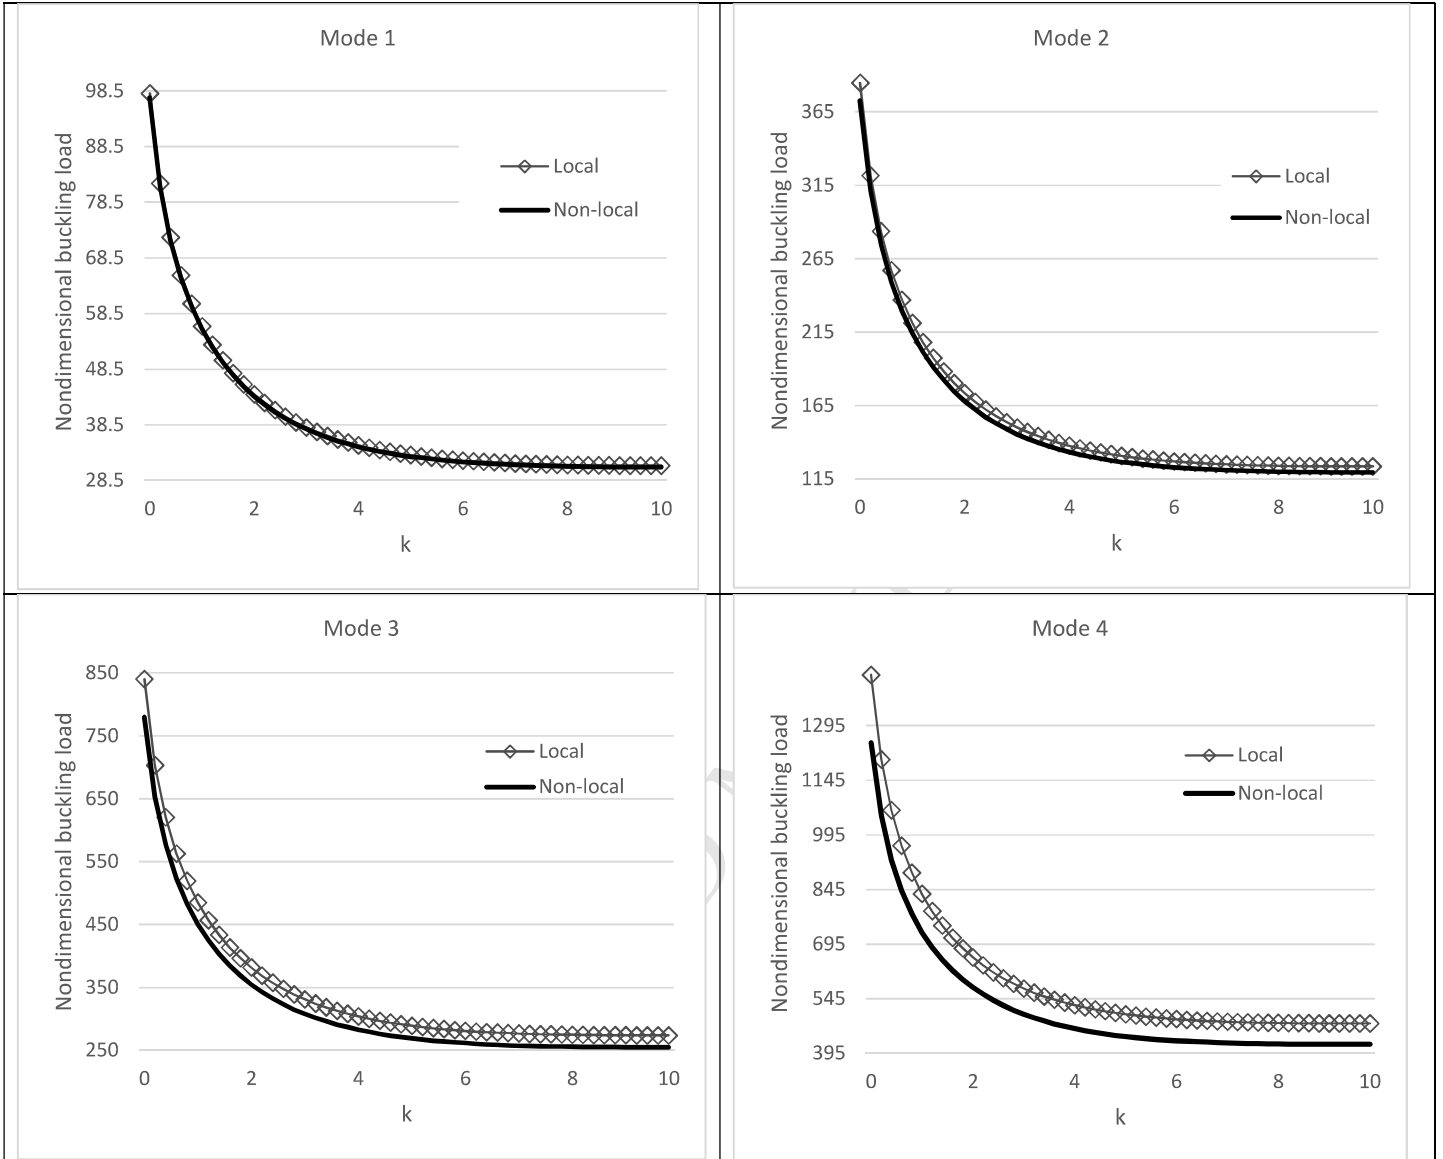 Mode 1
Nondimensional buckling load
98.5
88.5
78.5
68.5
58.5
48.5
38.5
28.5
0 2 4 6 8 10
k
Local
Non-local
Mode 2
Nondimensional buckling load
365
315
265
215
165
115
0 2 4 6 8 10
k
Local
Non-local
Mode 3
Nondimensional buckling load
850
750
650
550
450
350
250
0 2 4 6 8 10
k
Local
Non-local
Mode 4
Nondimensional buckling load
1295
1145
995
845
695
545
395
0 2 4 6 8 10
k
Local
Non-local